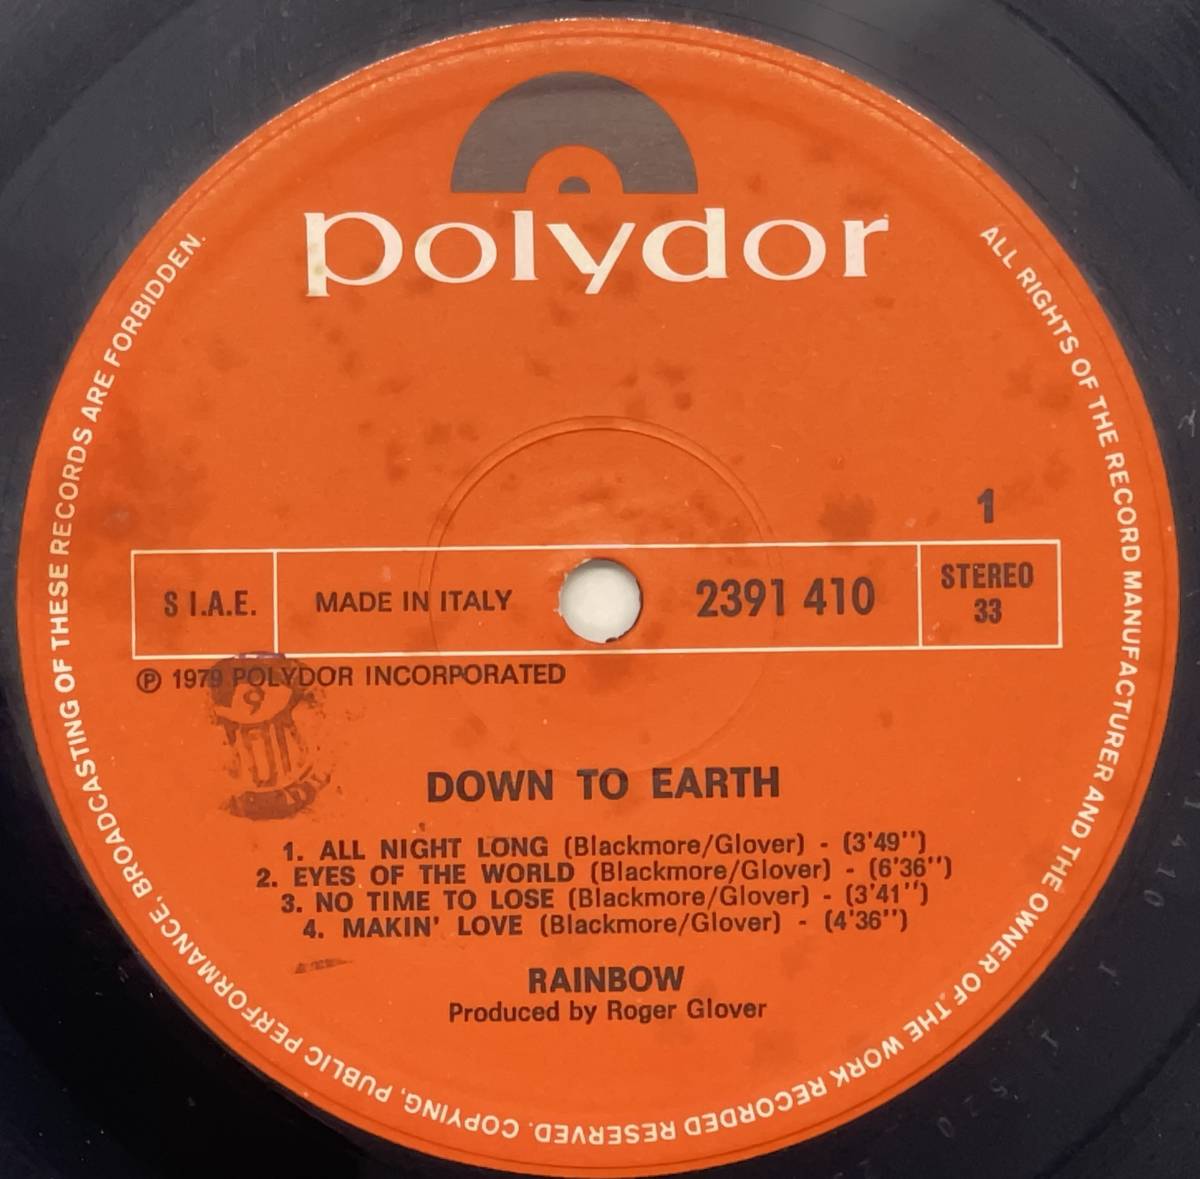 polydor
1
S I.A.E.
MADE IN ITALY
2391 410
STEREO
33
℗ 1979 POLYDOR INCORPORATED
DOWN TO EARTH
1. ALL NIGHT LONG (Blackmore/Glover) - (3'49'')
2. EYES OF THE WORLD (Blackmore/Glover) - (6'36'')
3. NO TIME TO LOSE (Blackmore/Glover) - (3'41'')
4. MAKIN' LOVE (Blackmore/Glover) - (4'36'')
RAINBOW
Produced by Roger Glover
ALL RIGHTS OF THE RECORD MANUFACTURER AND THE OWNER OF THE WORK RECORDED RESERVED. COPYING, PUBLIC PERFORMANCE, BROADCASTING OF THESE RECORDS ARE FORBIDDEN.